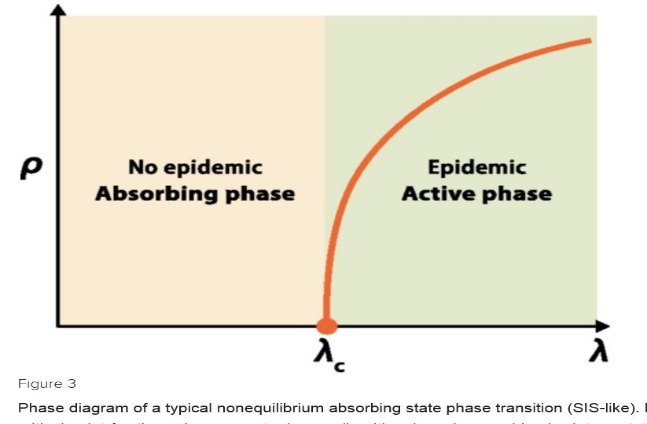 ρ
No epidemic
Absorbing phase
Epidemic
Active phase
λc
λ
Figure 3
Phase diagram of a typical nonequilibrium absorbing state phase transition (SIS-like).